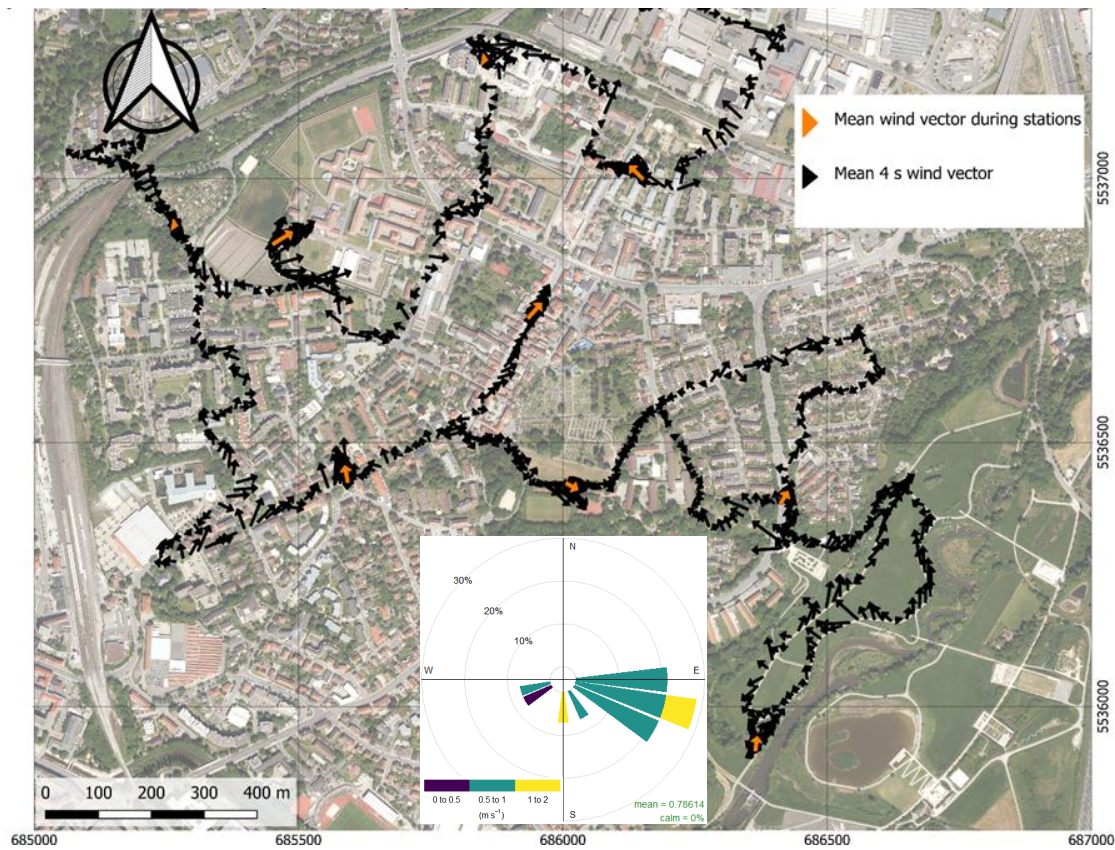 Mean wind vector during stations
Mean 4 s wind vector
5537000
5536500
5536000
N
30%
20%
10%
W
E
S
0 to 0.5
0.5 to 1
1 to 2
(m s⁻¹)
mean = 0.78614
calm = 0%
0 100 200 300 400 m
685000 685500 686000 686500 687000